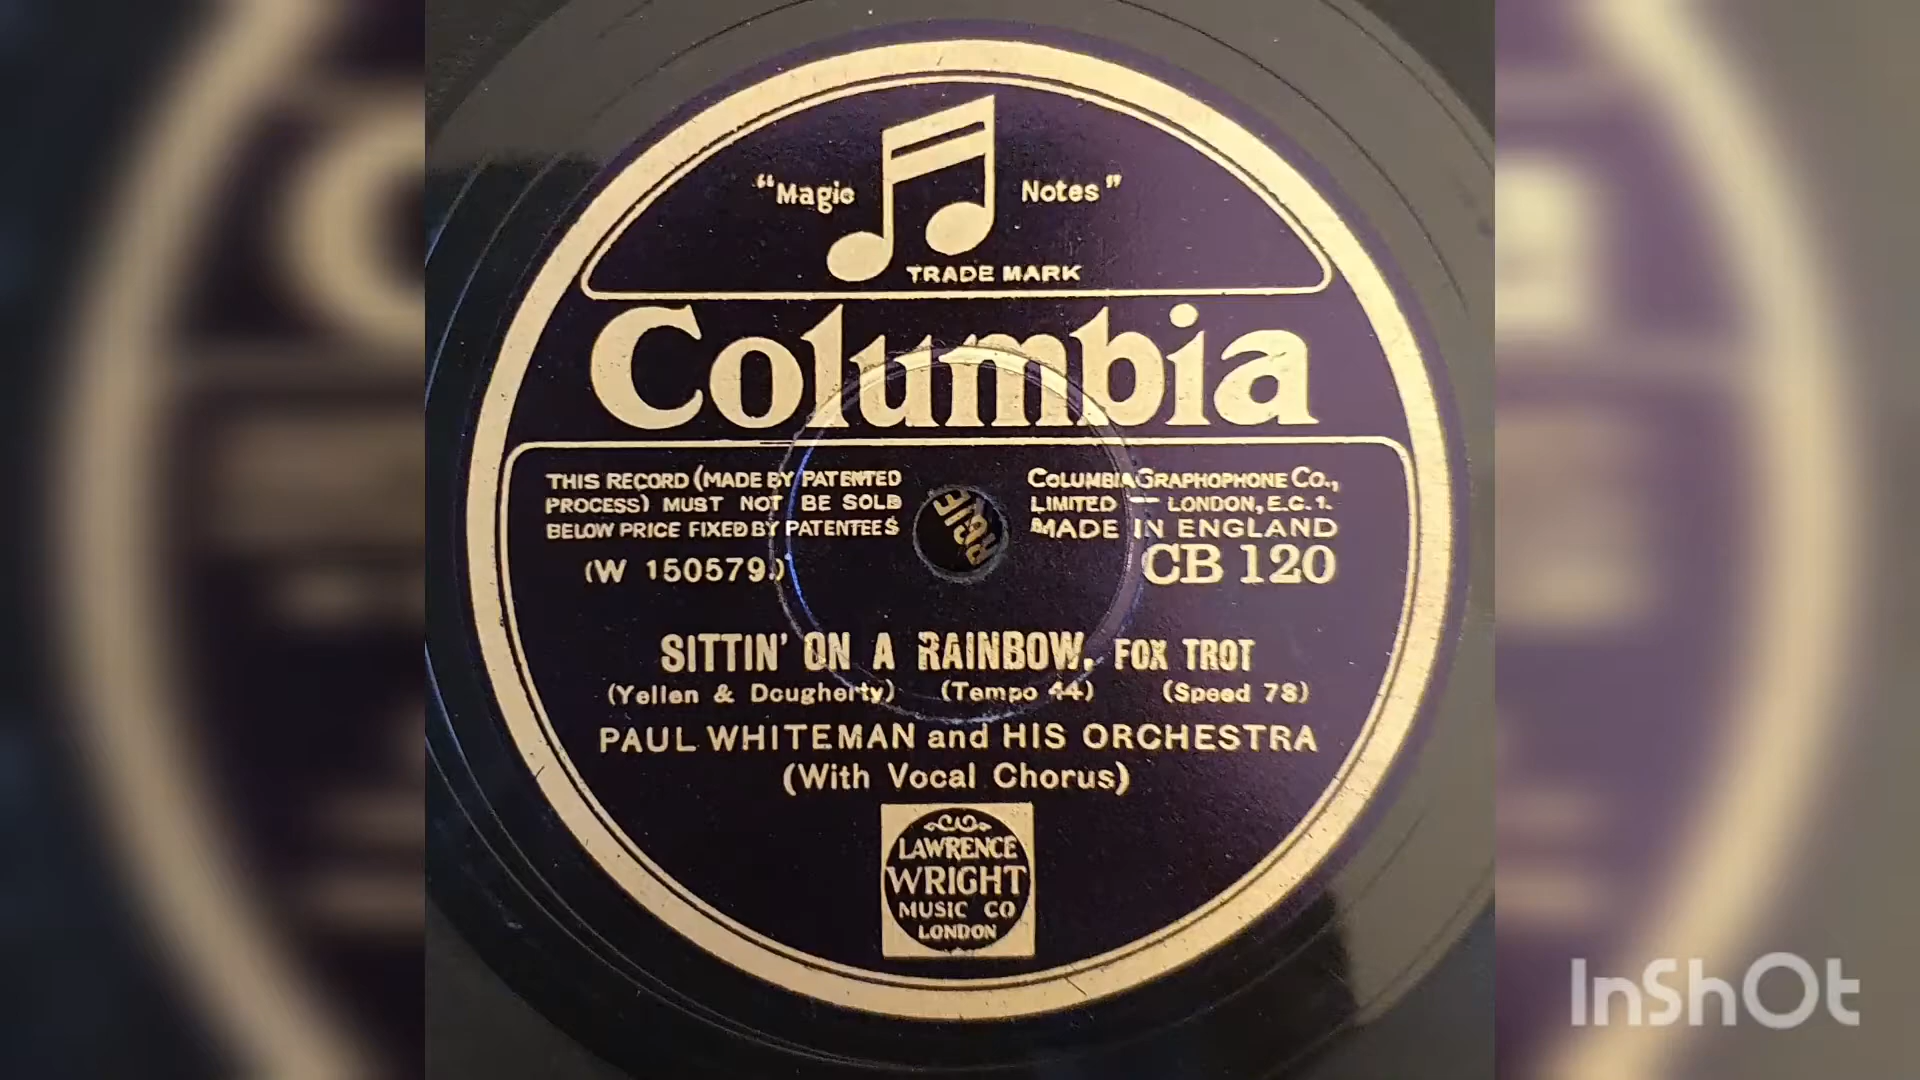 "Magic Notes"
TRADE MARK
Columbia
THIS RECORD (MADE BY PATENTED
PROCESS) MUST NOT BE SOLD
BELOW PRICE FIXED BY PATENTEES
(W 150579.)
COLUMBIA GRAPHOPHONE CO.,
LIMITED — LONDON, E.C.1.
MADE IN ENGLAND
CB 120
SITTIN' ON A RAINBOW. FOX TROT
(Yellen & Dougherty) (Tempo 44) (Speed 78)
PAUL WHITEMAN and HIS ORCHESTRA
(With Vocal Chorus)
LAWRENCE
WRIGHT
MUSIC CO
LONDON
InShOt